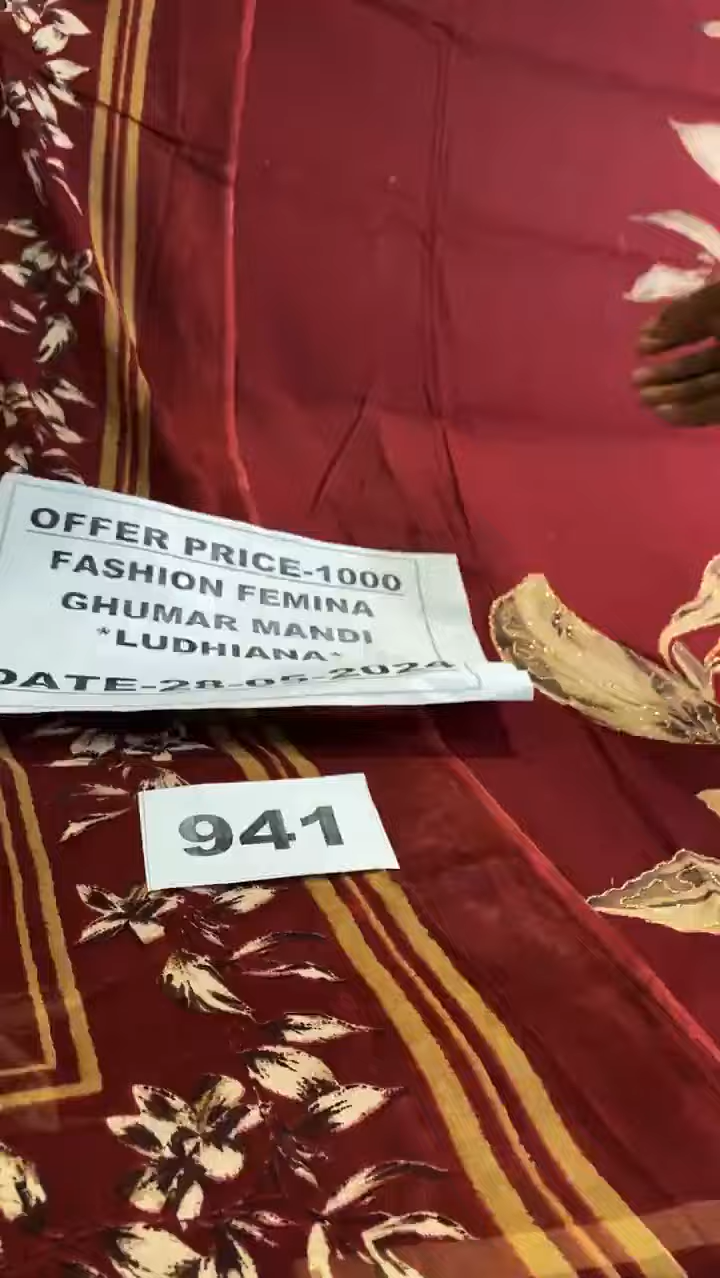 OFFER PRICE-1000
FASHION FEMINA
GHUMAR MANDI
*LUDHIANA*
DATE-28-05-2024
941